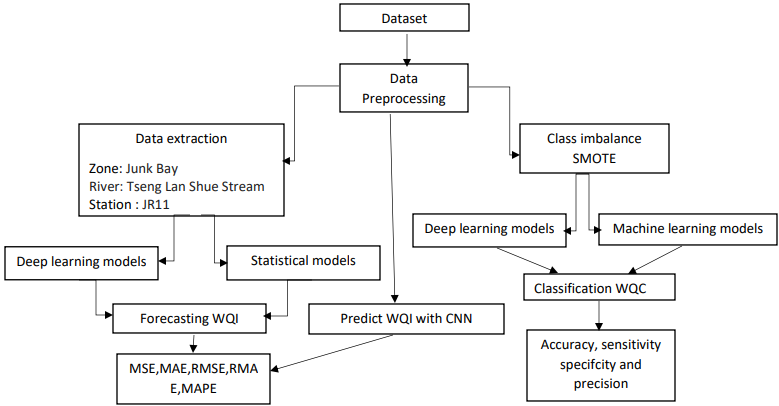 Dataset
Data
Preprocessing
Data extraction
Zone: Junk Bay
River: Tseng Lan Shue Stream
Station : JR11
Class imbalance
SMOTE
Deep learning models
Machine learning models
Deep learning models
Statistical models
Classification WQC
Forecasting WQI
Predict WQI with CNN
Accuracy, sensitivity
specifcity and
precision
MSE,MAE,RMSE,RMA
E,MAPE